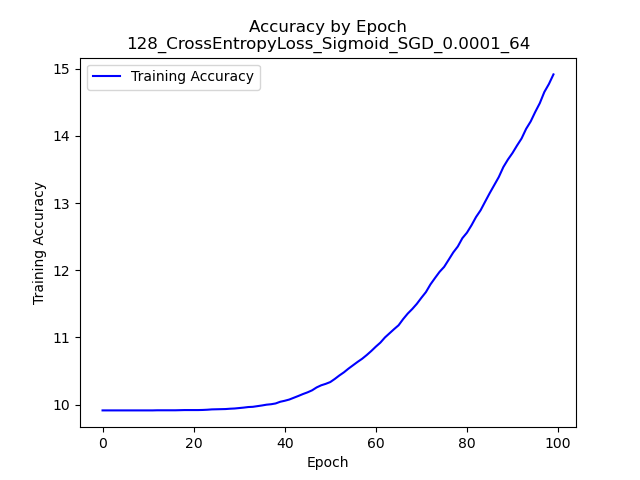 Accuracy by Epoch
128_CrossEntropyLoss_Sigmoid_SGD_0.0001_64
Training Accuracy
15
14
13
12
11
10
Training Accuracy
0 20 40 60 80 100
Epoch